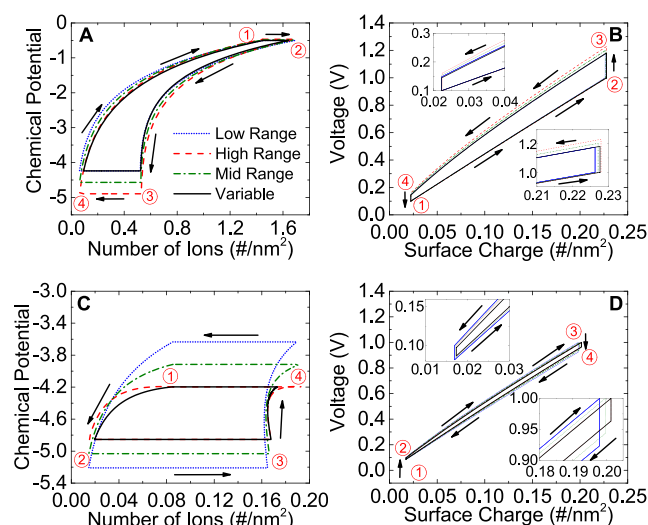 A
0
-1
-2
-3
-4
-5
Chemical Potential
0.0 0.4 0.8 1.2 1.6
Number of Ions (#/nm²)
1
2
3
4
Low Range
High Range
Mid Range
Variable
B
1.4
1.2
1.0
0.8
0.6
0.4
0.2
0.0
Voltage (V)
0.00 0.05 0.10 0.15 0.20 0.25
Surface Charge (#/nm²)
3
2
4
1
0.3
0.2
0.1
0.02 0.03 0.04
1.2
1.0
0.21 0.22 0.23
C
-3.0
-3.6
-4.2
-4.8
-5.4
Chemical Potential
0.00 0.04 0.08 0.12 0.16 0.20
Number of Ions (#/nm²)
1
4
2
3
D
1.4
1.2
1.0
0.8
0.6
0.4
0.2
0.0
Voltage (V)
0.00 0.05 0.10 0.15 0.20 0.25
Surface Charge (#/nm²)
3
4
2
1
0.15
0.10
0.01 0.02 0.03
1.00
0.95
0.90
0.18 0.19 0.20